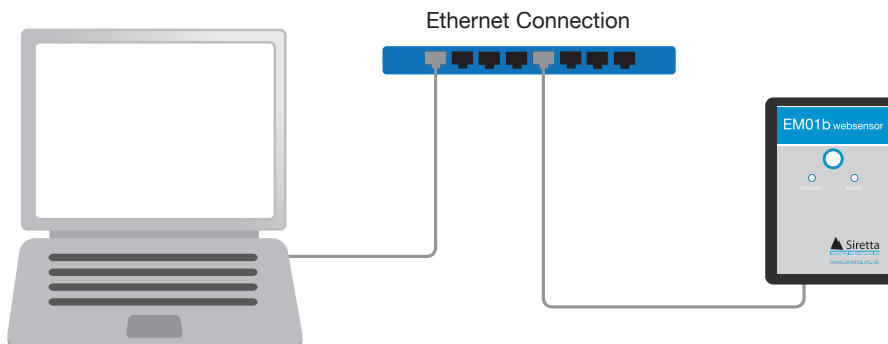 Ethernet Connection
EM01b websensor
Siretta
www.siretta.co.uk